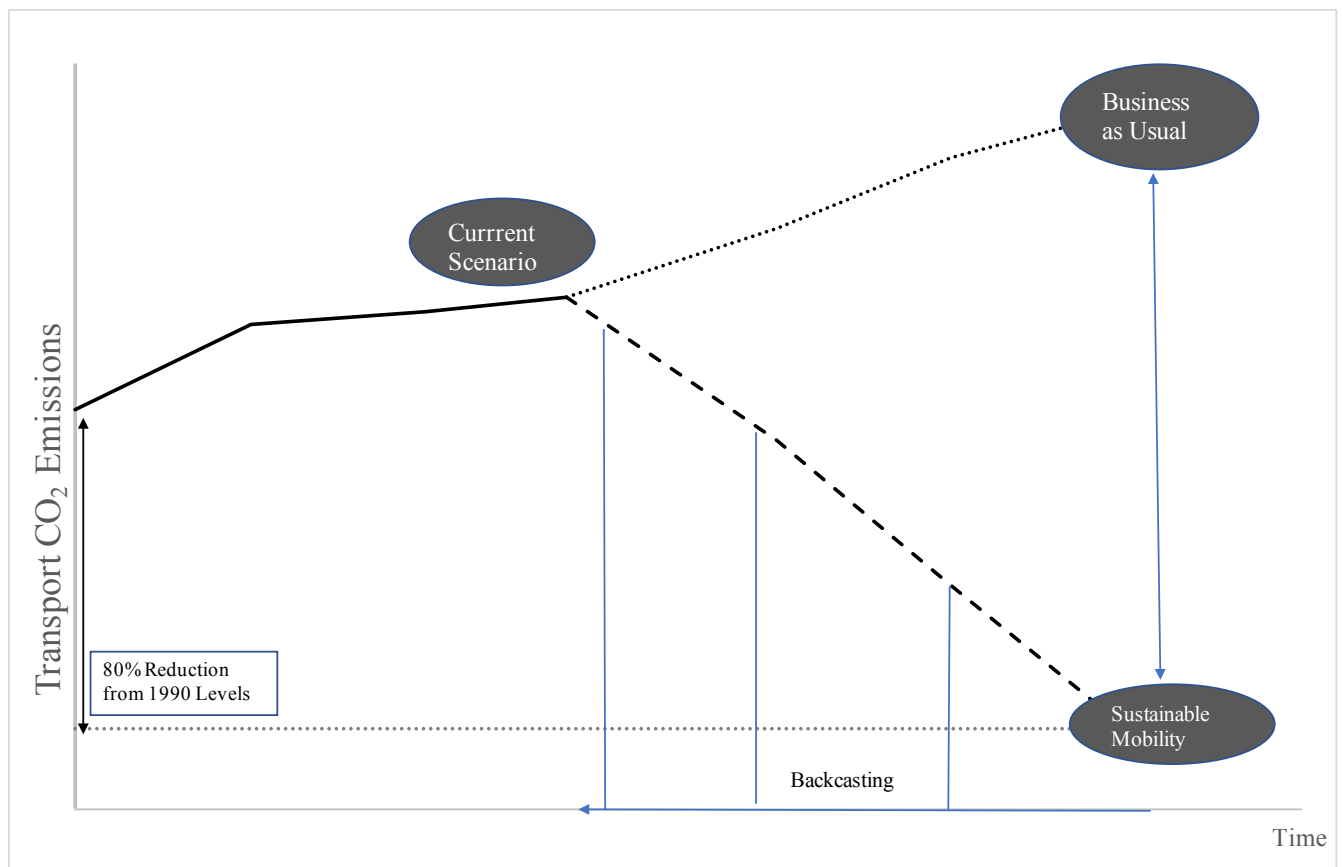 Business
as Usual
Currrent
Scenario
Transport CO₂ Emissions
80% Reduction
from 1990 Levels
Sustainable
Mobility
Backcasting
Time